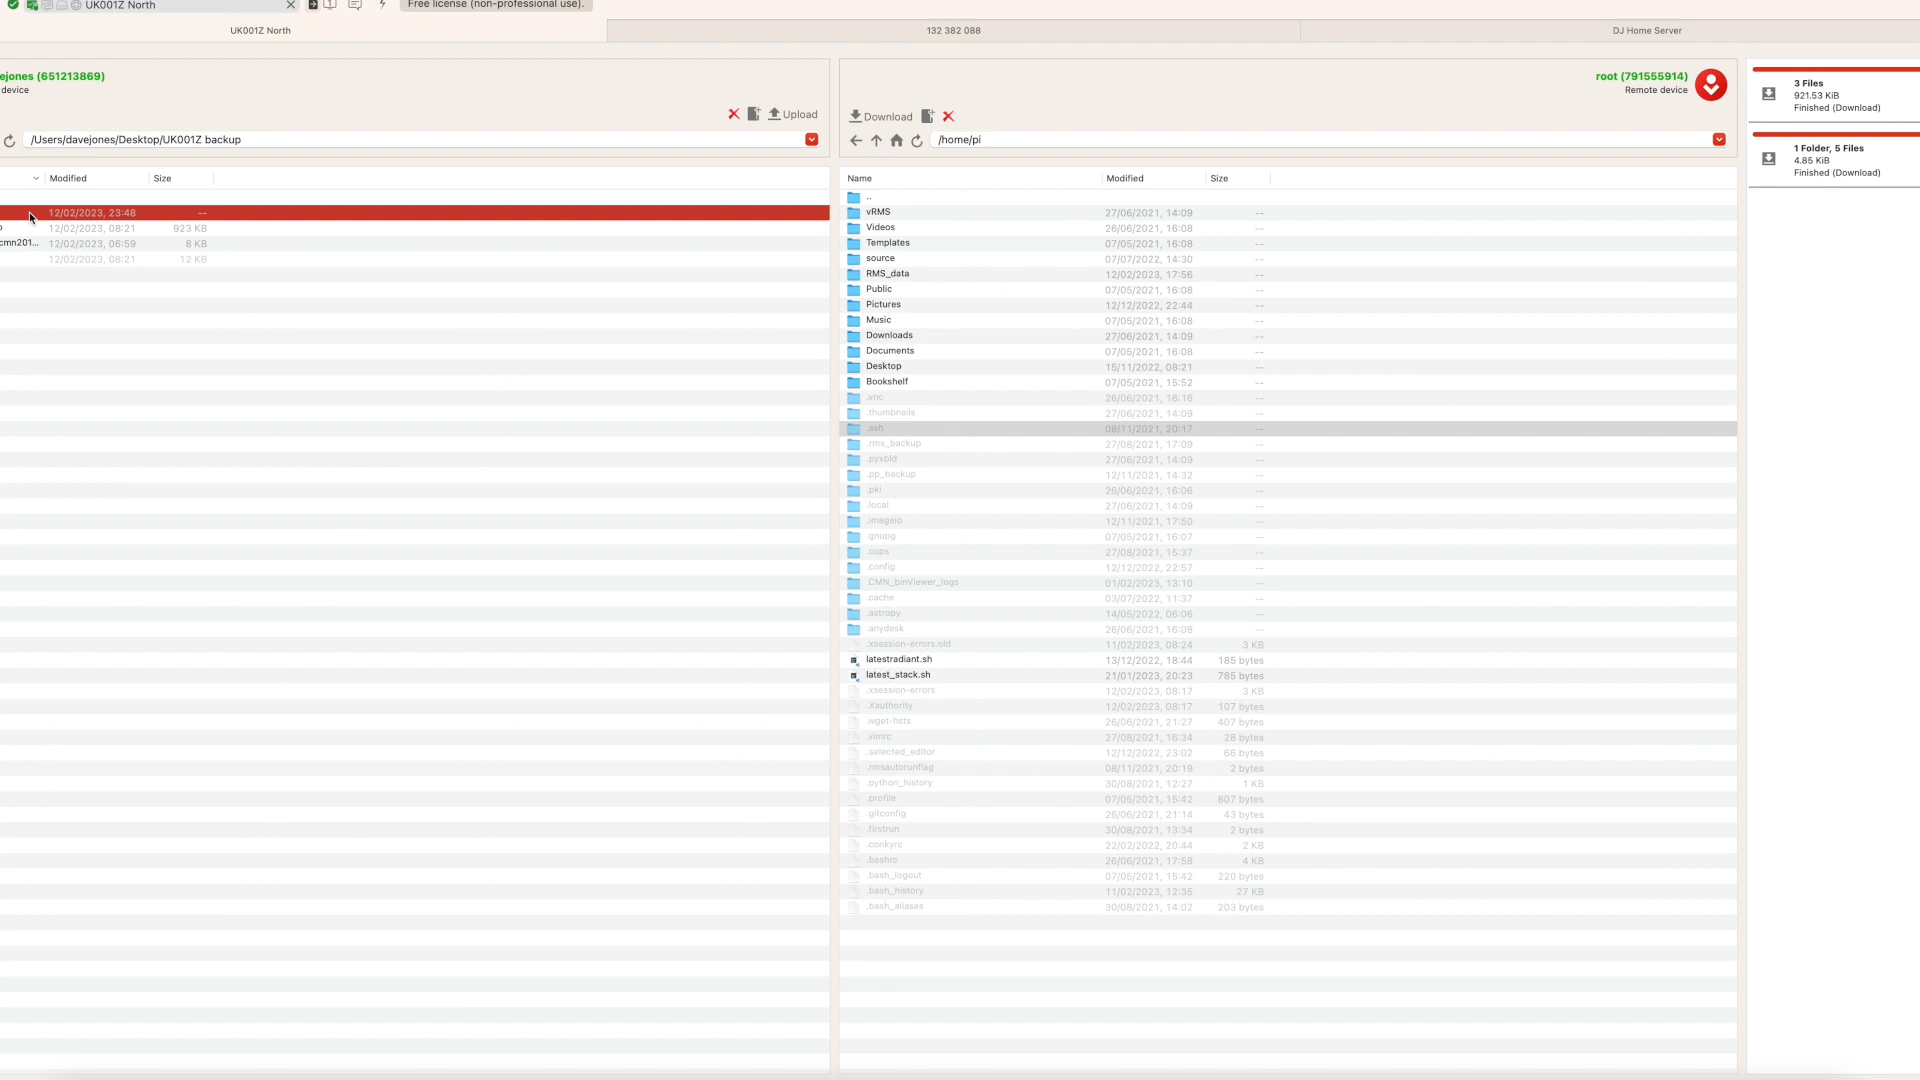 UK001Z North
Free license (non-professional use).
UK001Z North 132 382 088 DJ Home Server
ejones (651213869)
device
Upload
/Users/davejones/Desktop/UK001Z backup
Modified Size
12/02/2023, 23:48 --
12/02/2023, 08:21 923 KB
cmn201... 12/02/2023, 06:59 8 KB
12/02/2023, 08:21 12 KB
root (791555914)
Remote device
Download
/home/pi
Name Modified Size
..
vRMS 27/06/2021, 14:09 --
Videos 26/06/2021, 16:08 --
Templates 07/05/2021, 16:08 --
source 07/07/2022, 14:30 --
RMS_data 12/02/2023, 17:56 --
Public 07/05/2021, 16:08 --
Pictures 12/12/2022, 22:44 --
Music 07/05/2021, 16:08 --
Downloads 27/06/2021, 14:09 --
Documents 07/05/2021, 16:08 --
Desktop 15/11/2022, 08:21 --
Bookshelf 07/05/2021, 15:52 --
.vnc 26/06/2021, 16:16 --
.thumbnails 27/06/2021, 14:09 --
.ssh 08/11/2021, 20:17 --
.rms_backup 27/08/2021, 17:09 --
.pyxbld 27/06/2021, 14:09 --
.pp_backup 12/11/2021, 14:32 --
.pki 26/06/2021, 16:06 --
.local 27/06/2021, 14:09 --
.imageio 12/11/2021, 17:50 --
.gnupg 07/05/2021, 16:07 --
.cups 27/08/2021, 15:37 --
.config 12/12/2022, 22:57 --
.CMN_binViewer_logs 01/02/2023, 13:10 --
.cache 03/07/2022, 11:37 --
.astropy 14/05/2022, 06:06 --
.anydesk 26/06/2021, 16:08 --
.xsession-errors.old 11/02/2023, 08:24 3 KB
latestradiant.sh 13/12/2022, 18:44 185 bytes
latest_stack.sh 21/01/2023, 20:23 785 bytes
.xsession-errors 12/02/2023, 08:17 3 KB
.Xauthority 12/02/2023, 08:17 107 bytes
.wget-hsts 26/06/2021, 21:27 407 bytes
.vimrc 27/08/2021, 16:34 28 bytes
.selected_editor 12/12/2022, 23:02 66 bytes
.rmsautorunflag 08/11/2021, 20:19 2 bytes
.python_history 30/08/2021, 12:27 1 KB
.profile 07/05/2021, 15:42 807 bytes
.gitconfig 26/06/2021, 21:14 43 bytes
.firstrun 30/08/2021, 13:34 2 bytes
.conkyrc 22/02/2022, 20:44 2 KB
.bashrc 26/06/2021, 17:58 4 KB
.bash_logout 07/05/2021, 15:42 220 bytes
.bash_history 11/02/2023, 12:35 27 KB
.bash_aliases 30/08/2021, 14:02 203 bytes
3 Files
921.53 KiB
Finished (Download)
1 Folder, 5 Files
4.85 KiB
Finished (Download)